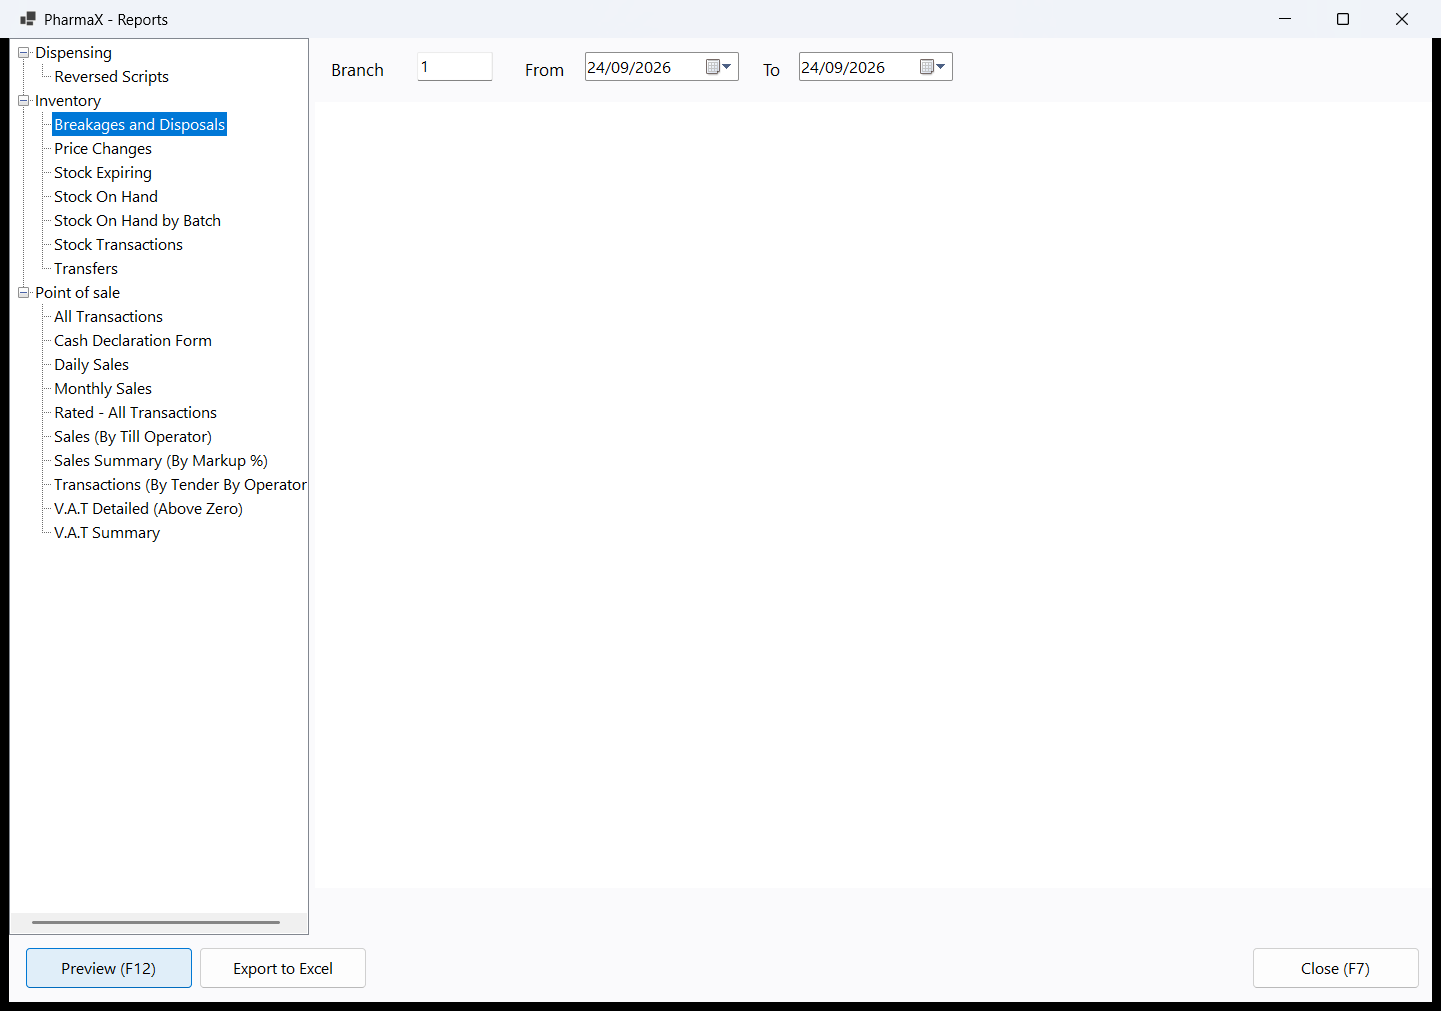 PharmaX - Reports
Dispensing
Reversed Scripts
Inventory
Breakages and Disposals
Price Changes
Stock Expiring
Stock On Hand
Stock On Hand by Batch
Stock Transactions
Transfers
Point of sale
All Transactions
Cash Declaration Form
Daily Sales
Monthly Sales
Rated - All Transactions
Sales (By Till Operator)
Sales Summary (By Markup %)
Transactions (By Tender By Operator
V.A.T Detailed (Above Zero)
V.A.T Summary
Branch 1 From 24/09/2026 To 24/09/2026
Preview (F12) Export to Excel Close (F7)